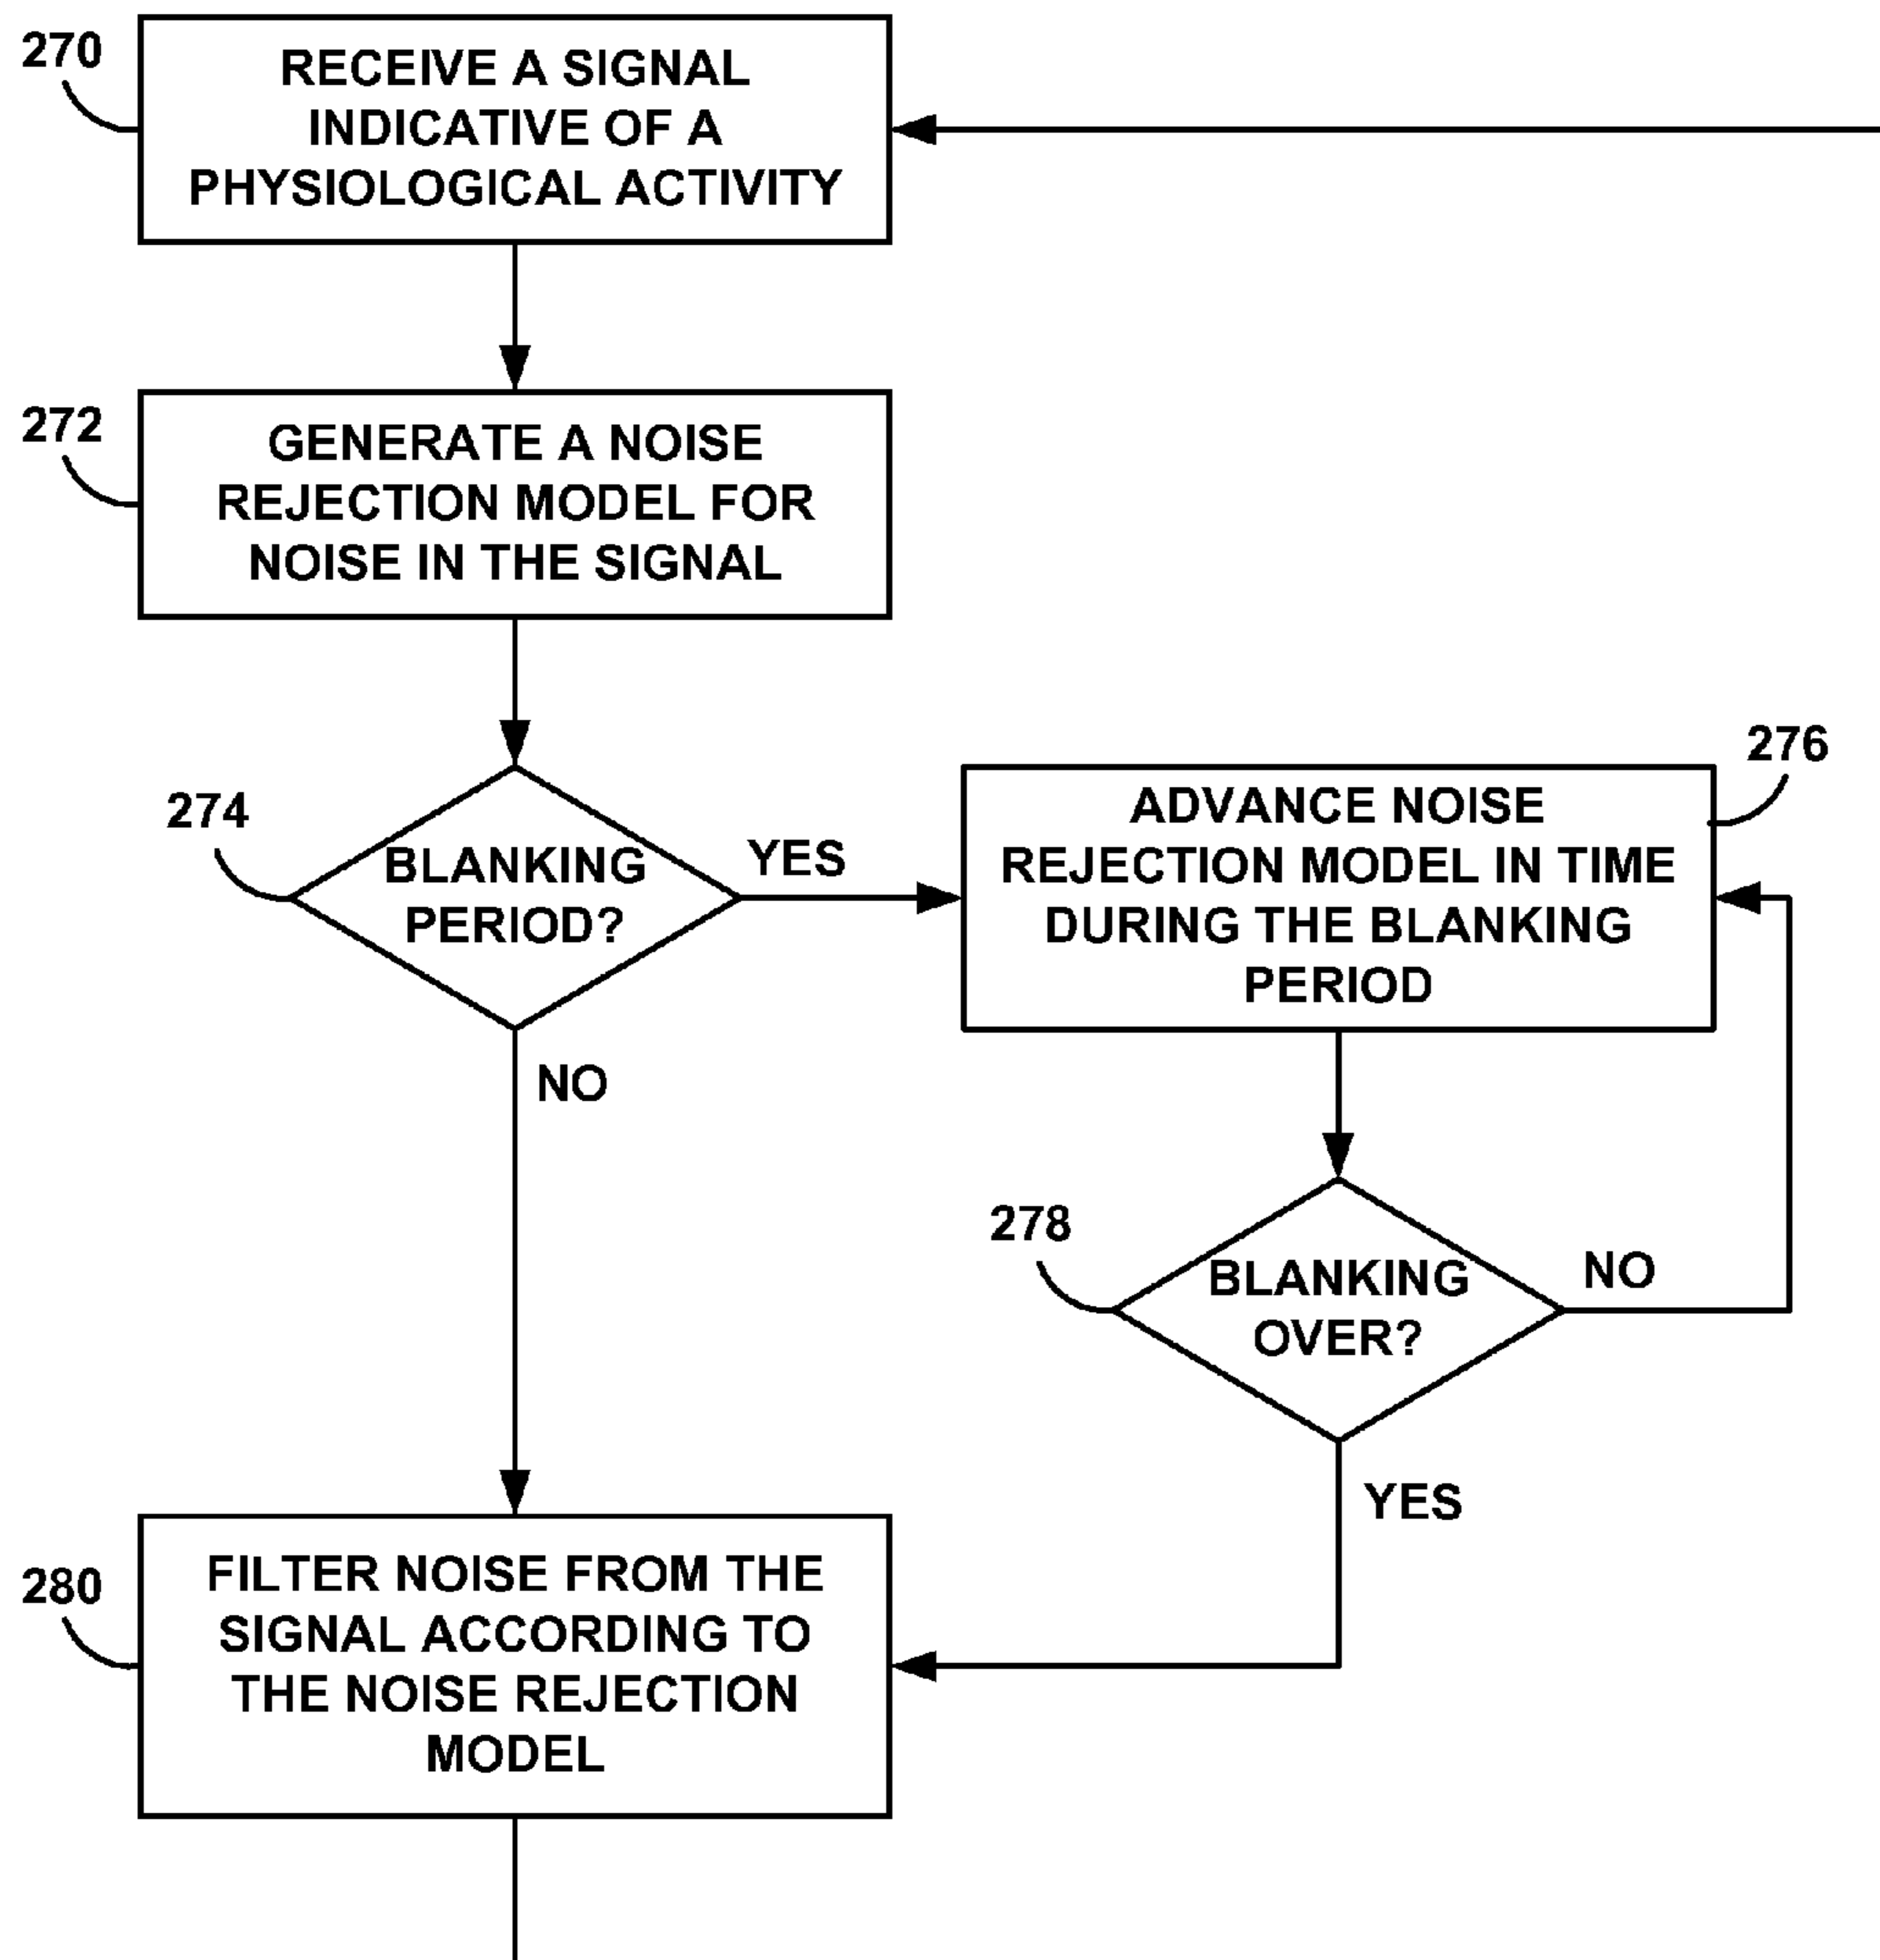 270
RECEIVE A SIGNAL
INDICATIVE OF A
PHYSIOLOGICAL ACTIVITY
272
GENERATE A NOISE
REJECTION MODEL FOR
NOISE IN THE SIGNAL
274
BLANKING
PERIOD?
YES
NO
276
ADVANCE NOISE
REJECTION MODEL IN TIME
DURING THE BLANKING
PERIOD
278
BLANKING
OVER?
NO
YES
280
FILTER NOISE FROM THE
SIGNAL ACCORDING TO
THE NOISE REJECTION
MODEL